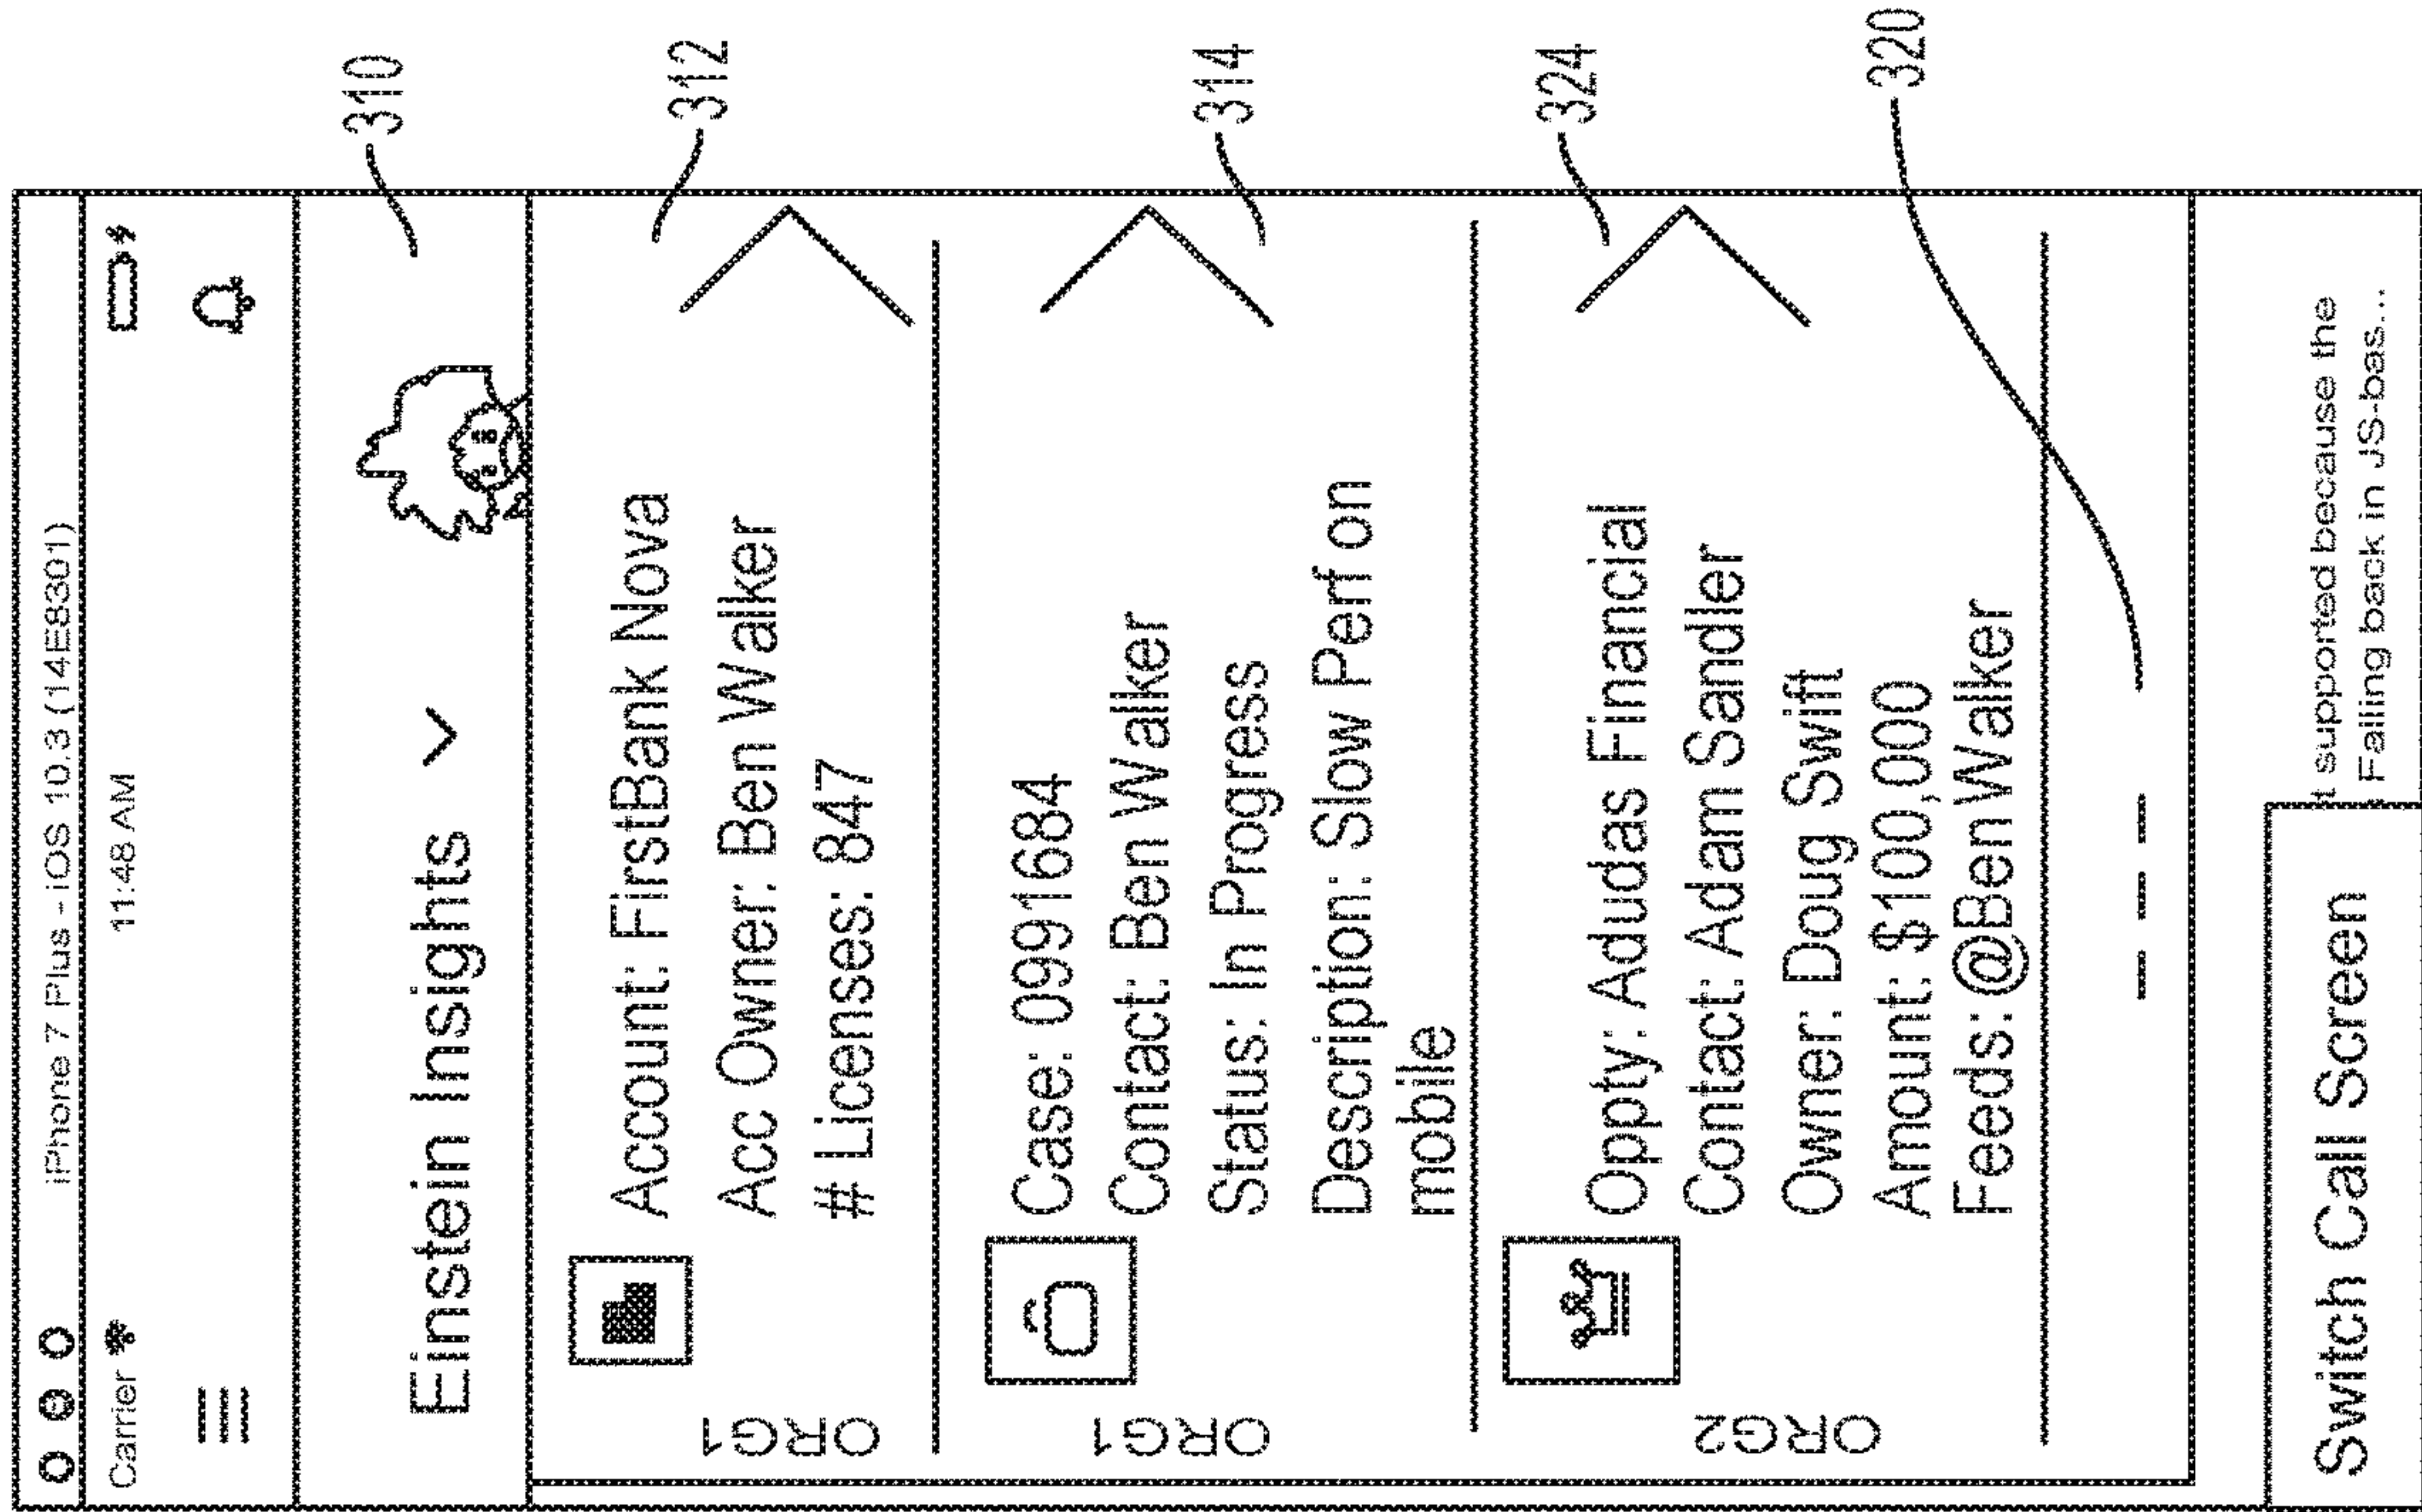 iPhone 7 Plus - iOS 10.3 (14E8301)
Carrier
11:48 AM
Einstein Insights
310
ORG1
Account: FirstBank Nova
Acc Owner: Ben Walker
# Licenses: 847
312
ORG1
Case: 0991684
Contact: Ben Walker
Status: In Progress
Description: Slow Perf on
mobile
314
ORG2
Oppty: Adudas Financial
Contact: Adam Sandler
Owner: Doug Swift
Amount: $100,000
Feeds: @Ben Walker
324
320
Switch Call Screen
t supported because the
Falling back in JS-bas...